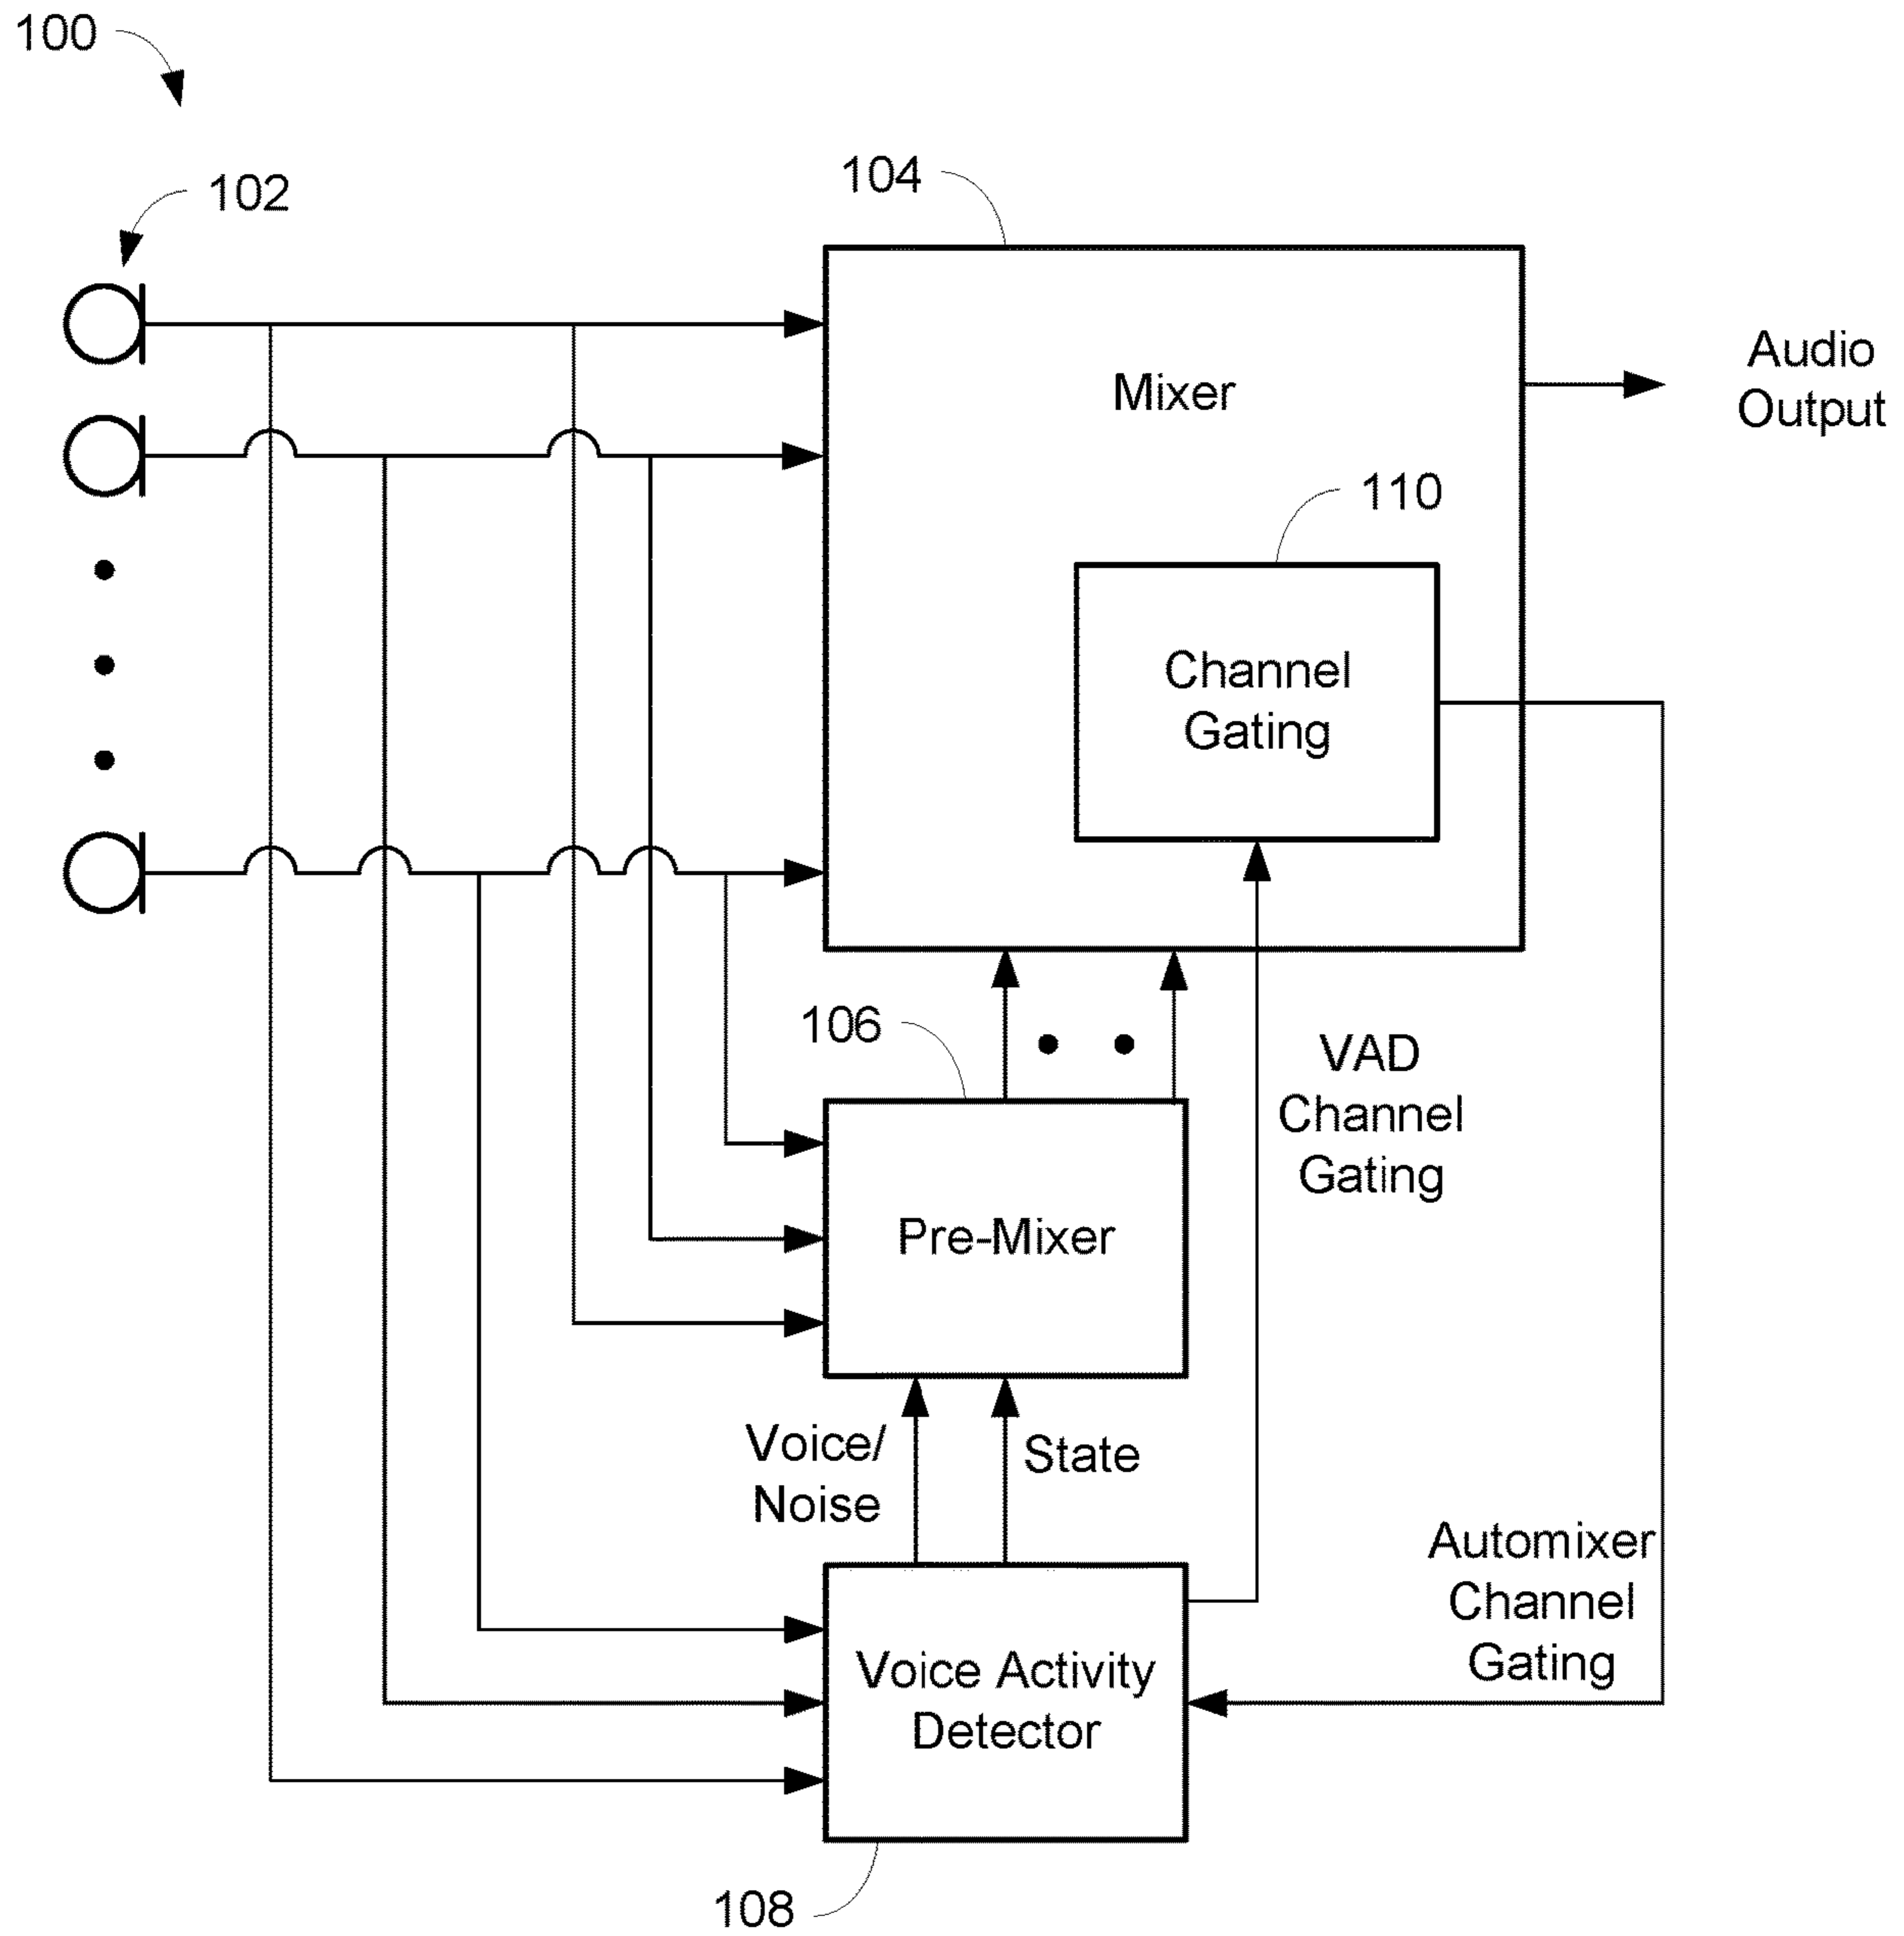 100
102
104
Mixer
Audio
Output
110
Channel
Gating
106
VAD
Channel
Gating
Pre-Mixer
Voice/
Noise
State
Automixer
Channel
Gating
Voice Activity
Detector
108